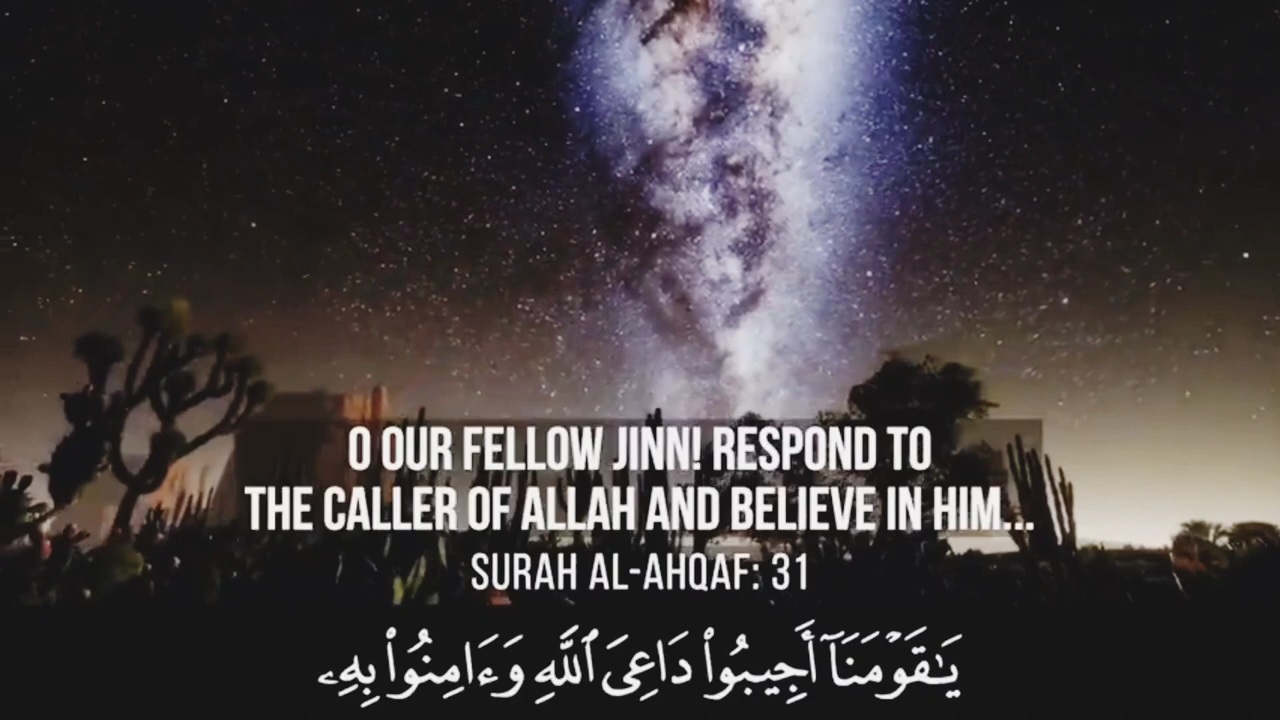 O OUR FELLOW JINN! RESPOND TO
THE CALLER OF ALLAH AND BELIEVE IN HIM...
SURAH AL-AHQAF: 31
يَـٰقَوْمَنَآ أَجِيبُوا۟ دَاعِىَ ٱللَّهِ وَءَامِنُوا۟ بِهِۦ